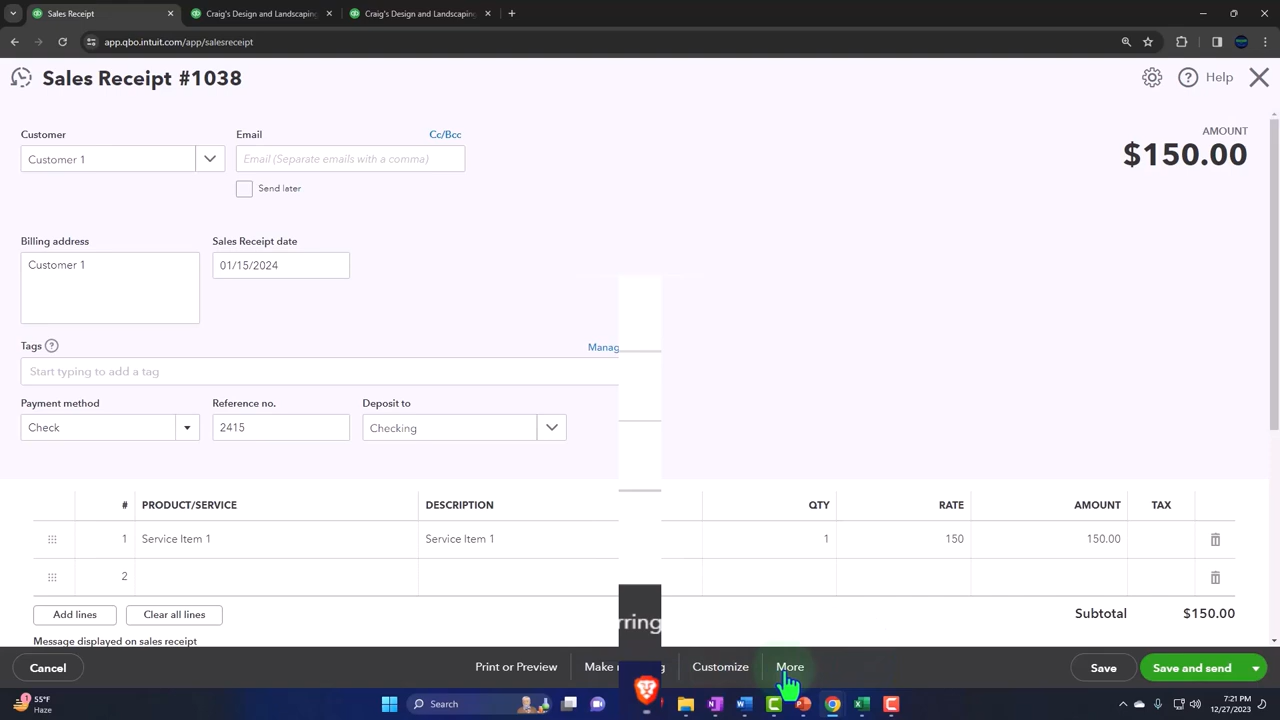 Sales Receipt
Craig's Design and Landscaping
Craig's Design and Landscaping
app.qbo.intuit.com/app/salesreceipt
Sales Receipt #1038
Help
Customer
Email
Cc/Bcc
AMOUNT
Customer 1
Email (Separate emails with a comma)
$150.00
Send later
Billing address
Sales Receipt date
Customer 1
01/15/2024
Tags
Manag
Start typing to add a tag
Payment method
Reference no.
Deposit to
Check
2415
Checking
# PRODUCT/SERVICE DESCRIPTION QTY RATE AMOUNT TAX
1 Service Item 1 Service Item 1 1 150 150.00
2
Add lines
Clear all lines
Subtotal $150.00
rring
Message displayed on sales receipt
Cancel
Print or Preview
Make
Customize
More
Save
Save and send
1
55°F
Haze
Search
7:21 PM
12/27/2023